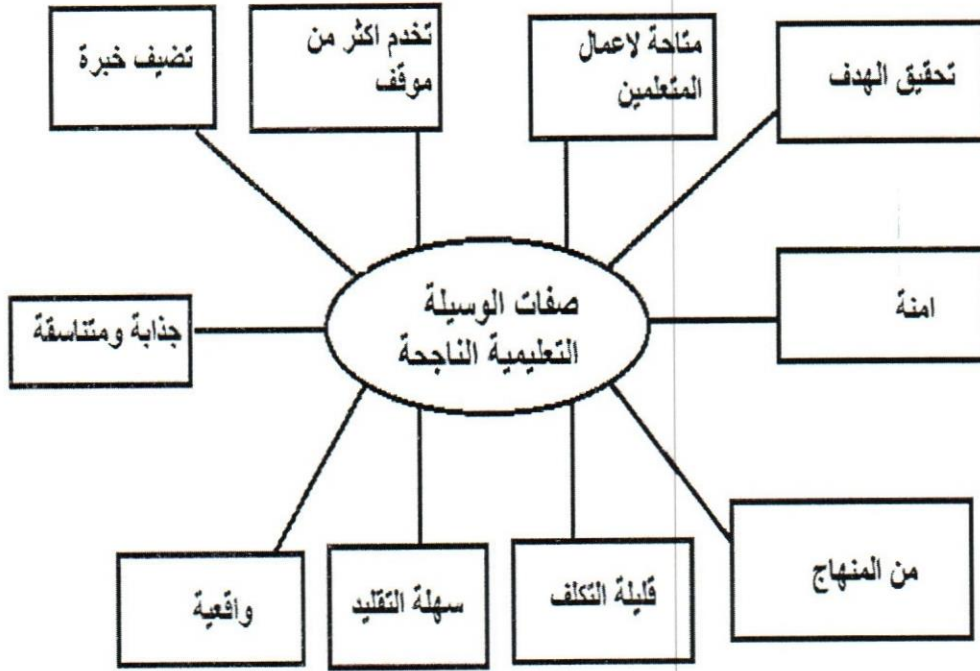 تحقيق الهدف
متاحة لاعمال
المتعلمين
تخدم اكثر من
موقف
تضيف خبرة
صفات الوسيلة
التعليمية الناجحة
امنة
جذابة ومتناسقة
من المنهاج
قليلة التكلف
سهلة التقليد
واقعية